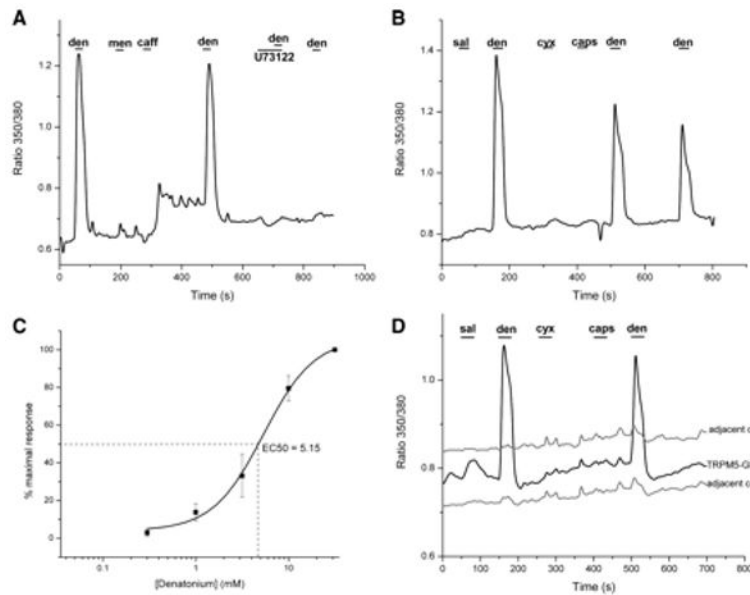 A
den men caff den den den
U73122
Ratio 350/380
1.2
1.0
0.8
0.6
0 200 400 600 800 1000
Time (s)
B
sal den cyx caps den den
Ratio 350/380
1.4
1.2
1.0
0.8
0 200 400 600 800
Time (s)
C
% maximal response
100
80
60
40
20
0
EC50 = 5.15
0.1 1 10
[Denatonium] (mM)
D
sal den cyx caps den
Ratio 350/380
1.0
0.8
0.6
adjacent c
TRPM5-G
adjacent c
0 100 200 300 400 500 600 700 800
Time (s)